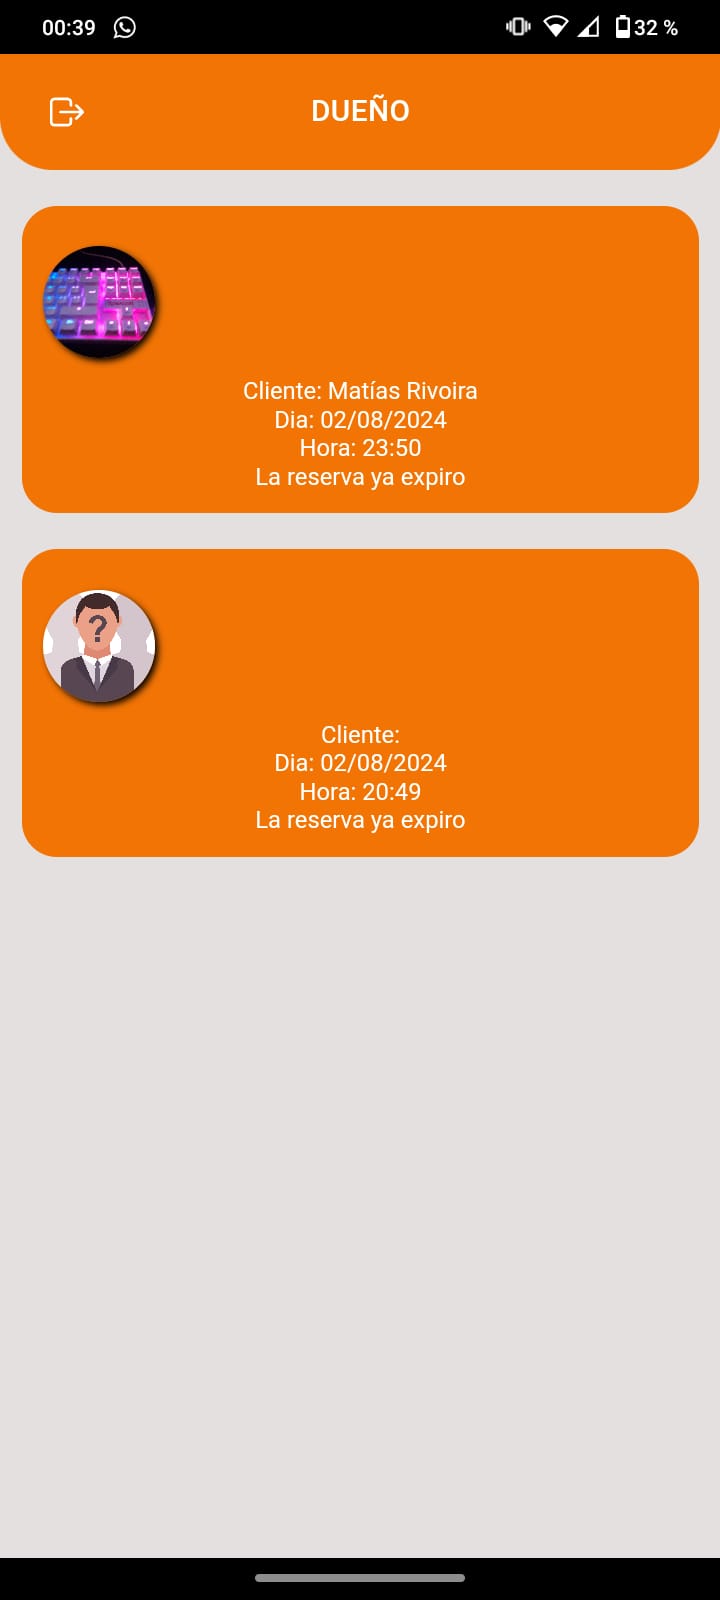 00:39 32 %
DUEÑO
Cliente: Matías Rivoira
Dia: 02/08/2024
Hora: 23:50
La reserva ya expiro
?
Cliente:
Dia: 02/08/2024
Hora: 20:49
La reserva ya expiro